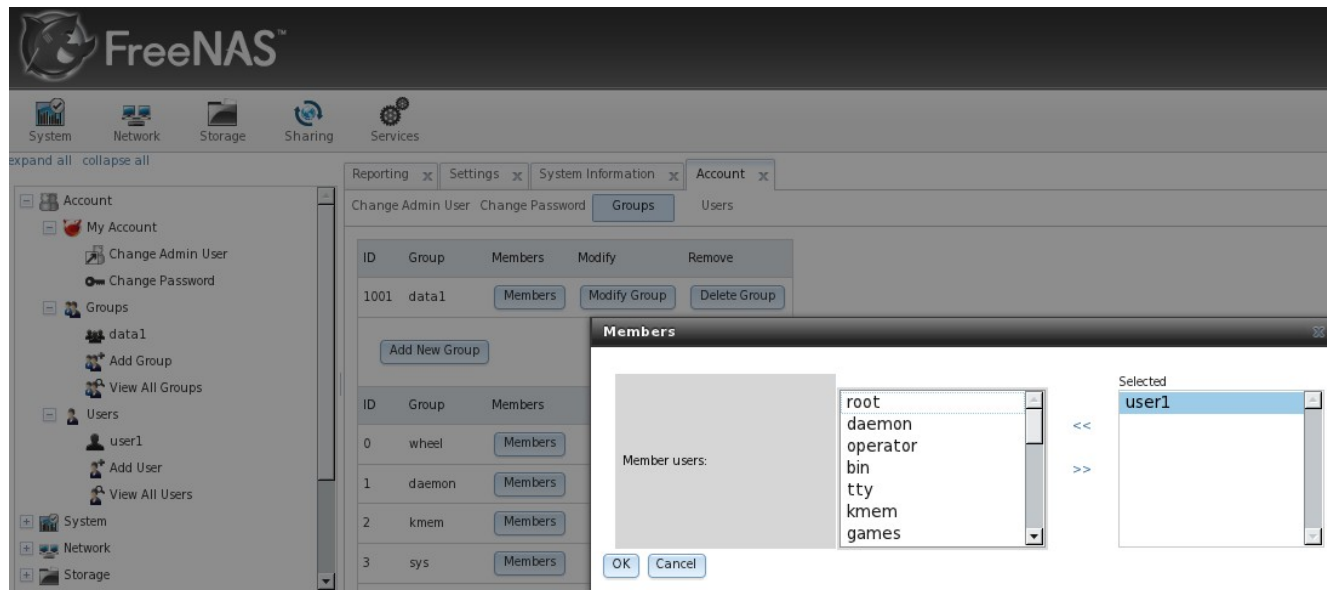 FreeNAS™
System Network Storage Sharing Services
expand all collapse all
Account
My Account
Change Admin User
Change Password
Groups
data1
Add Group
View All Groups
Users
user1
Add User
View All Users
System
Network
Storage
Reporting x Settings x System Information x Account x
Change Admin User Change Password Groups Users
ID Group Members Modify Remove
1001 data1 Members Modify Group Delete Group
Add New Group
ID Group Members
0 wheel Members
1 daemon Members
2 kmem Members
3 sys Members
Members
Member users:
root
daemon
operator
bin
tty
kmem
games
<<
>>
Selected
user1
OK Cancel